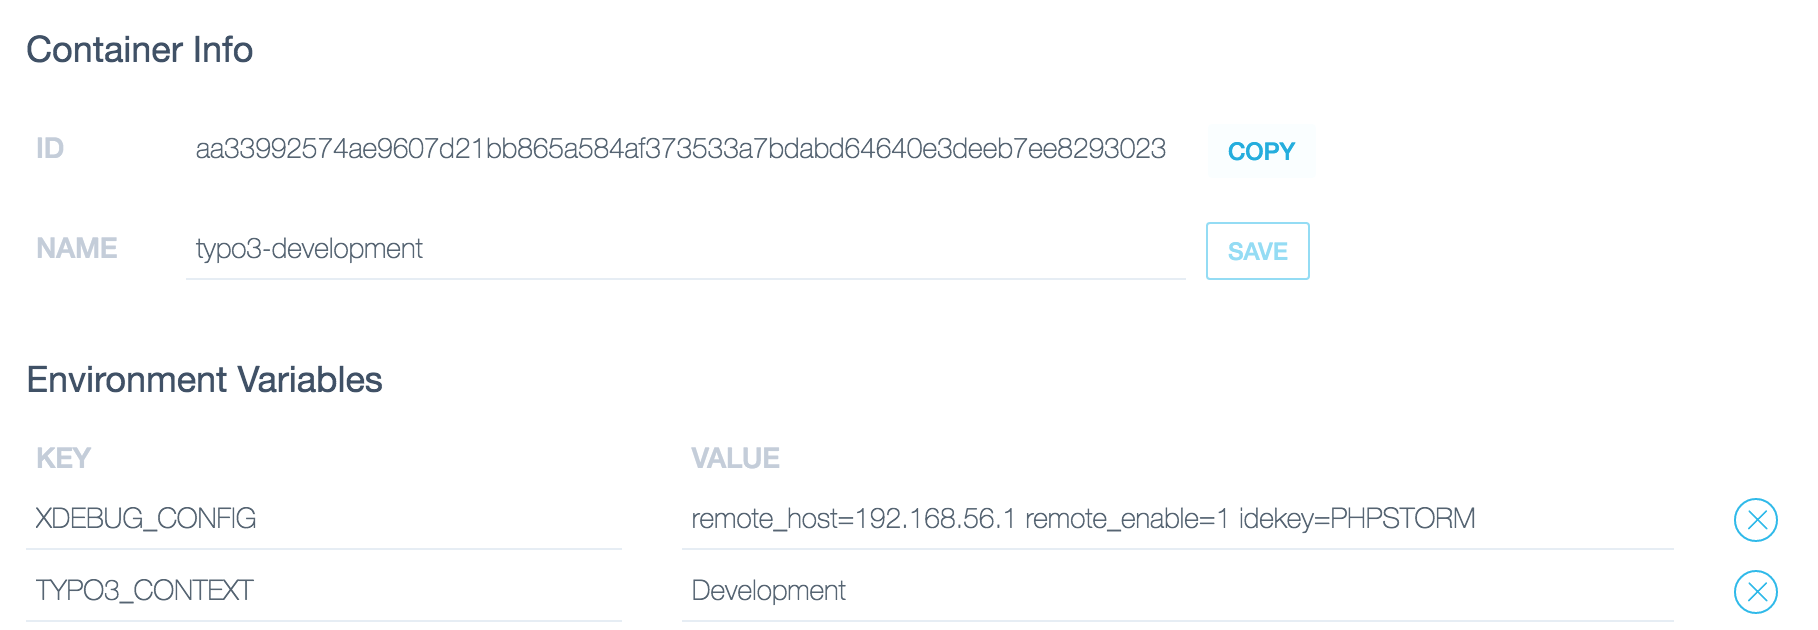 Container Info
ID aa33992574ae9607d21bb865a584af373533a7bdabd64640e3deeb7ee8293023 COPY
NAME typo3-development SAVE
Environment Variables
KEY VALUE
XDEBUG_CONFIG remote_host=192.168.56.1 remote_enable=1 idekey=PHPSTORM
TYPO3_CONTEXT Development